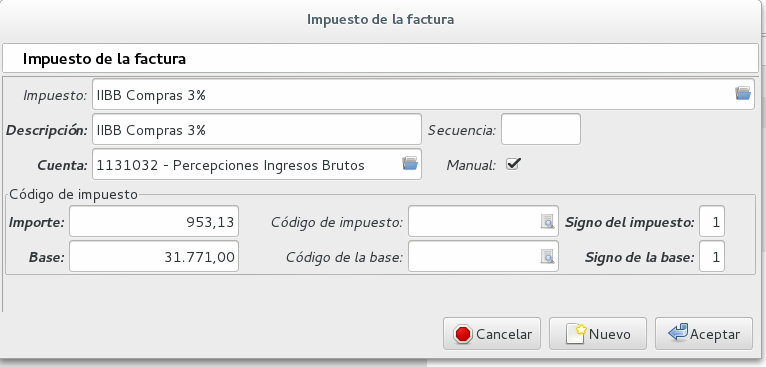 Impuesto de la factura
Impuesto de la factura
Impuesto: IIBB Compras 3%
Descripción: IIBB Compras 3% Secuencia:
Cuenta: 1131032 - Percepciones Ingresos Brutos Manual:
Código de impuesto
Importe: 953,13 Código de impuesto: Signo del impuesto: 1
Base: 31.771,00 Código de la base: Signo de la base: 1
Cancelar Nuevo Aceptar